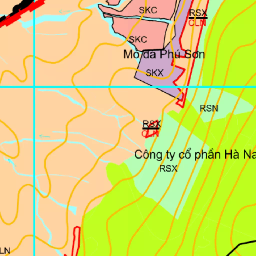 SKC
RSX
CLN
SKC
Mỏ đá Phú Sơn
SKX
RSN
RSX
Công ty cổ phần Hà Na
RSX
LN